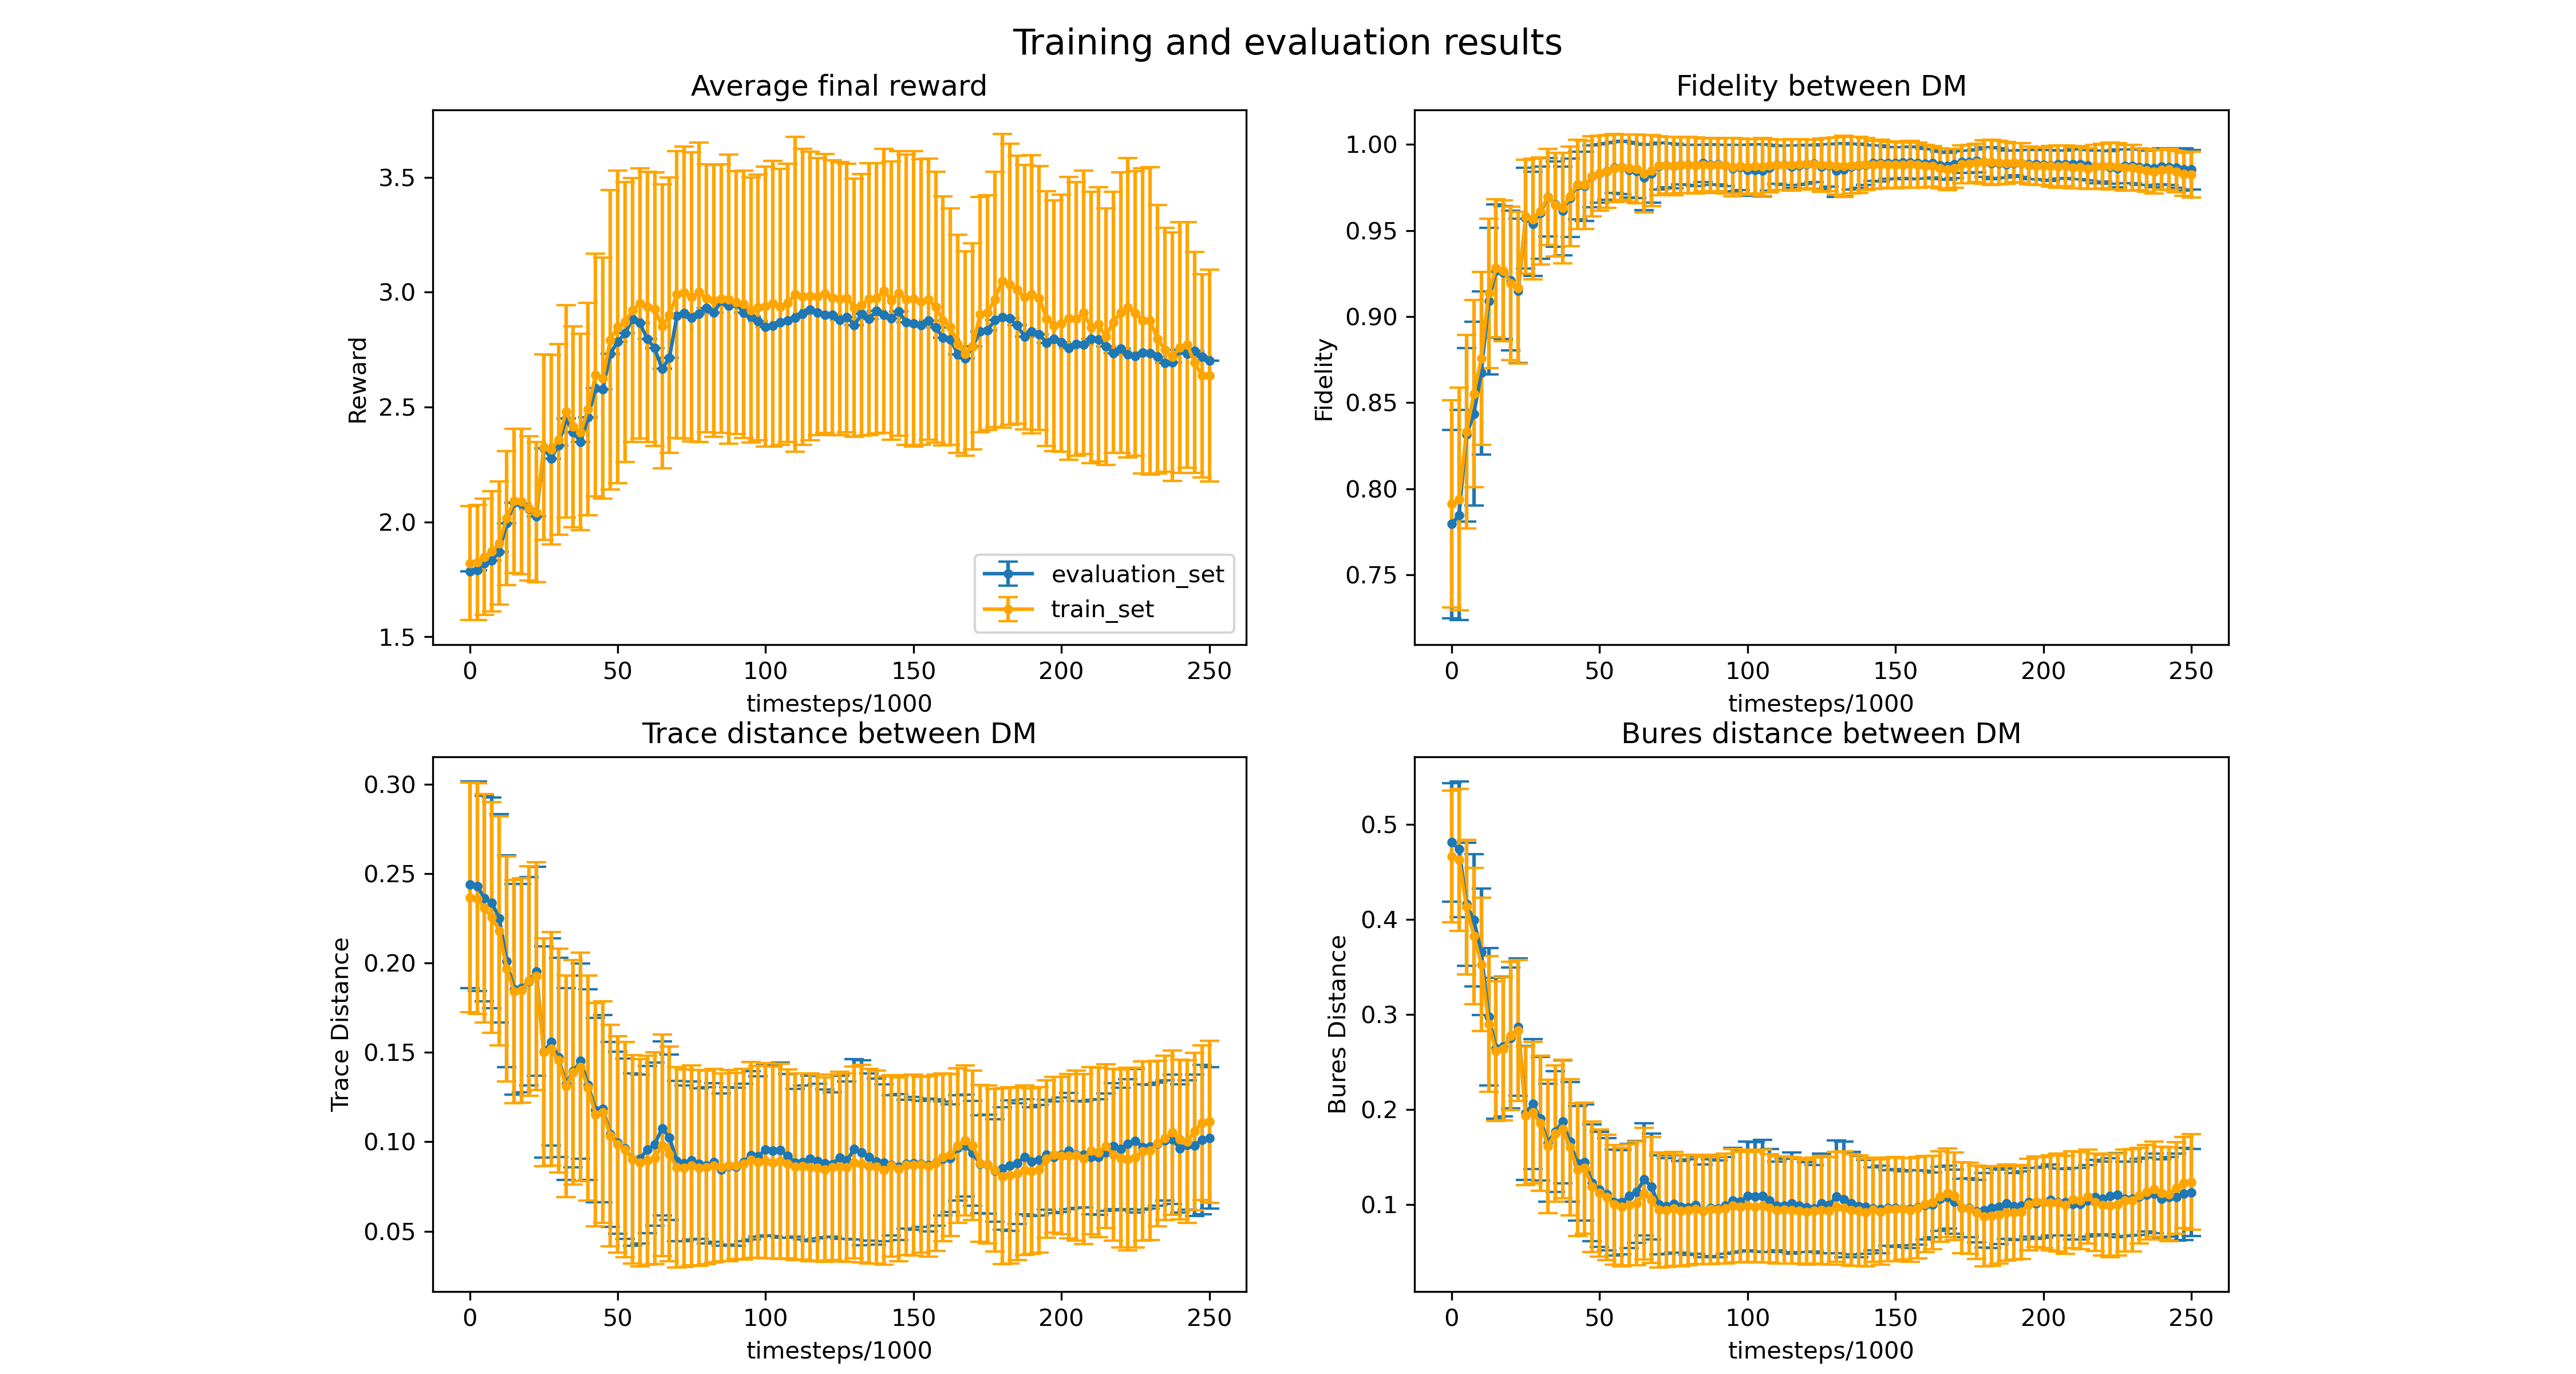 Training and evaluation results
Average final reward
Reward
3.5
3.0
2.5
2.0
1.5
evaluation_set
train_set
0 50 100 150 200 250
timesteps/1000
Fidelity between DM
Fidelity
1.00
0.95
0.90
0.85
0.80
0.75
0 50 100 150 200 250
timesteps/1000
Trace distance between DM
Trace Distance
0.30
0.25
0.20
0.15
0.10
0.05
0 50 100 150 200 250
timesteps/1000
Bures distance between DM
Bures Distance
0.5
0.4
0.3
0.2
0.1
0 50 100 150 200 250
timesteps/1000